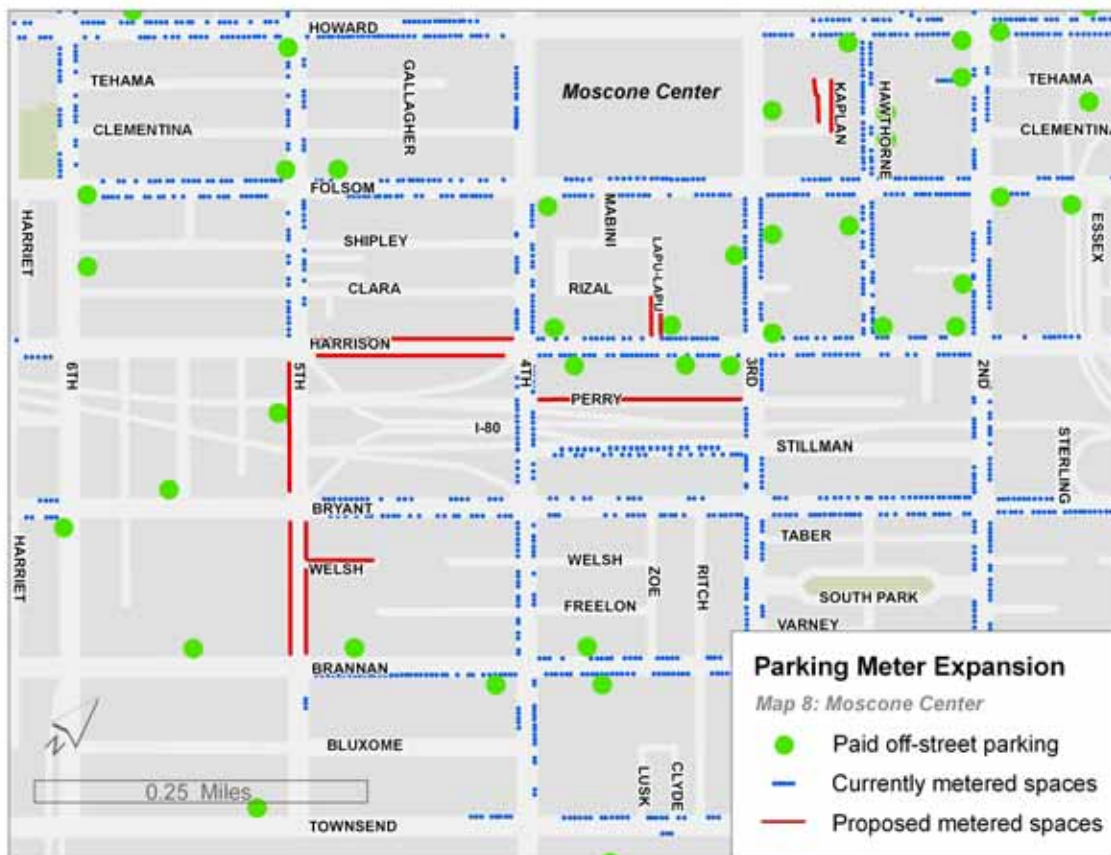 HOWARD
TEHAMA
GALLAGHER
Moscone Center
KAPLAN
HAWTHORNE
TEHAMA
CLEMENTINA
CLEMENTINA
FOLSOM
HARRIET
MABINI
ESSEX
SHIPLEY
LAPU-LAPU
CLARA
RIZAL
HARRISON
6TH
5TH
4TH
3RD
2ND
PERRY
I-80
STILLMAN
STERLING
BRYANT
HARRIET
TABER
WELSH
WELSH
ZOE
RITCH
FREELON
SOUTH PARK
VARNEY
BRANNAN
Parking Meter Expansion
Map 8: Moscone Center
Paid off-street parking
Currently metered spaces
Proposed metered spaces
N
BLUXOME
LUSK
CLYDE
0.25 Miles
TOWNSEND